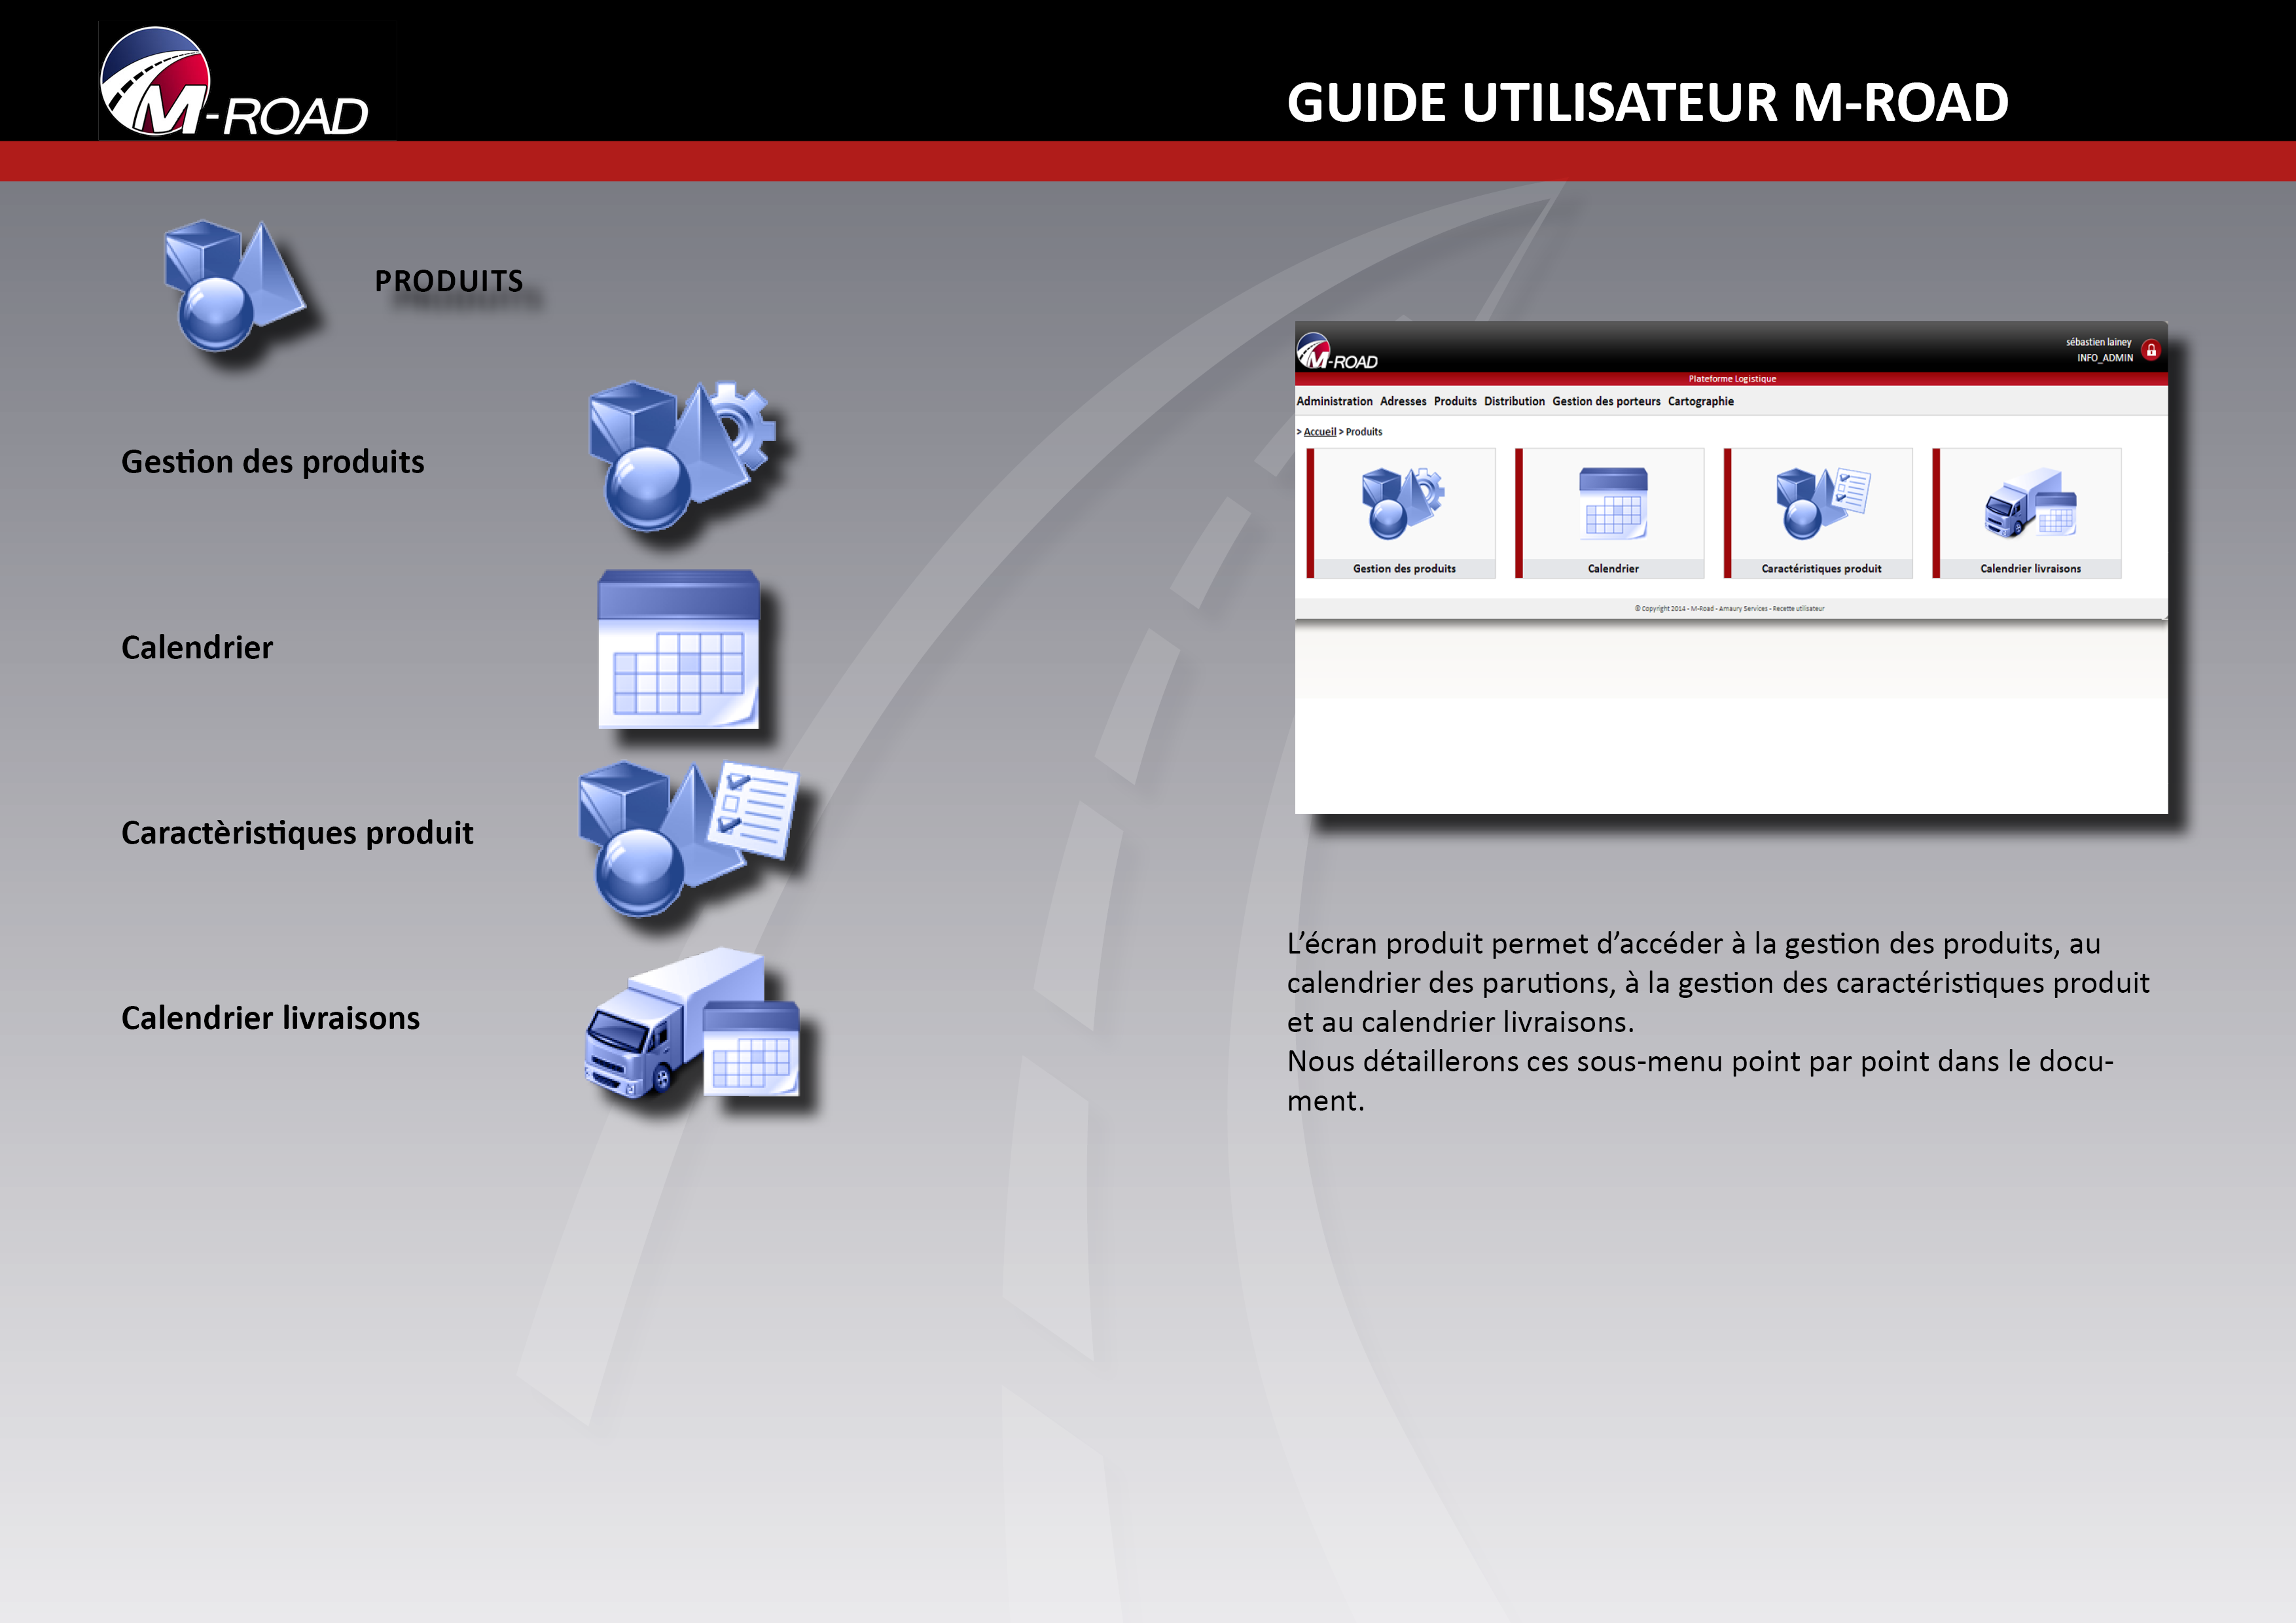 M-ROAD
GUIDE UTILISATEUR M-ROAD
PRODUITS
Gestion des produits
Calendrier
Caractèristiques produit
Calendrier livraisons
M-ROAD
sébastien lainey
INFO_ADMIN
Plateforme Logistique
Administration Adresses Produits Distribution Gestion des porteurs Cartographie
> Accueil > Produits
Gestion des produits Calendrier Caractéristiques produit Calendrier livraisons
© Copyright 2014 - M-Road - Amaury Services - Recette utilisateur
L’écran produit permet d’accéder à la gestion des produits, au
calendrier des parutions, à la gestion des caractéristiques produit
et au calendrier livraisons.
Nous détaillerons ces sous-menu point par point dans le docu-
ment.